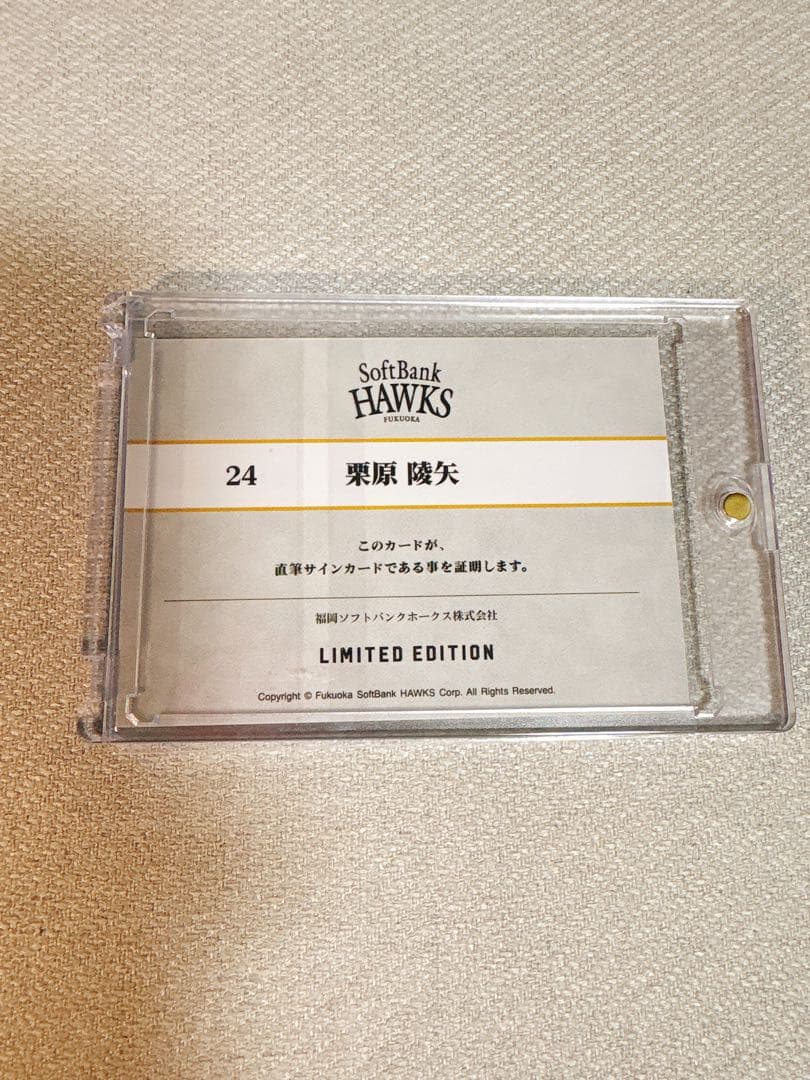 SoftBank
HAWKS
FUKUOKA
24 栗原 陵矢
このカードが、
直筆サインカードである事を証明します。
福岡ソフトバンクホークス株式会社
LIMITED EDITION
Copyright © Fukuoka SoftBank HAWKS Corp. All Rights Reserved.